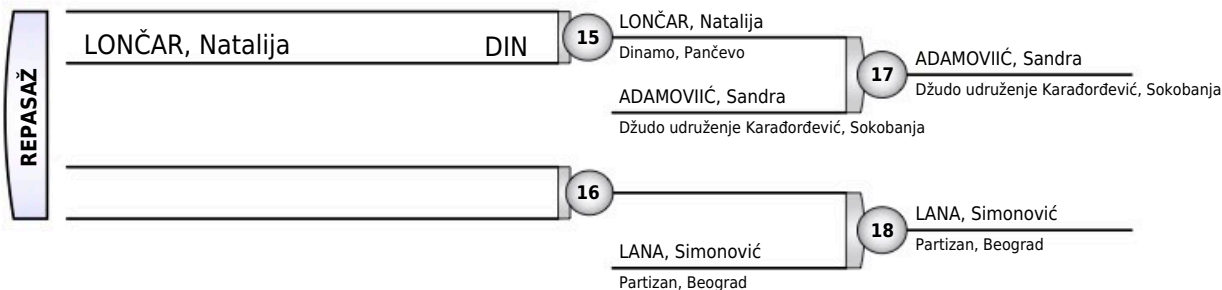 REPASAŽ
LONČAR, Natalija DIN
15
LONČAR, Natalija
Dinamo, Pančevo
ADAMOVIIĆ, Sandra
Džudo udruženje Karađorđević, Sokobanja
17
ADAMOVIIĆ, Sandra
Džudo udruženje Karađorđević, Sokobanja
16
LANA, Simonović
Partizan, Beograd
18
LANA, Simonović
Partizan, Beograd